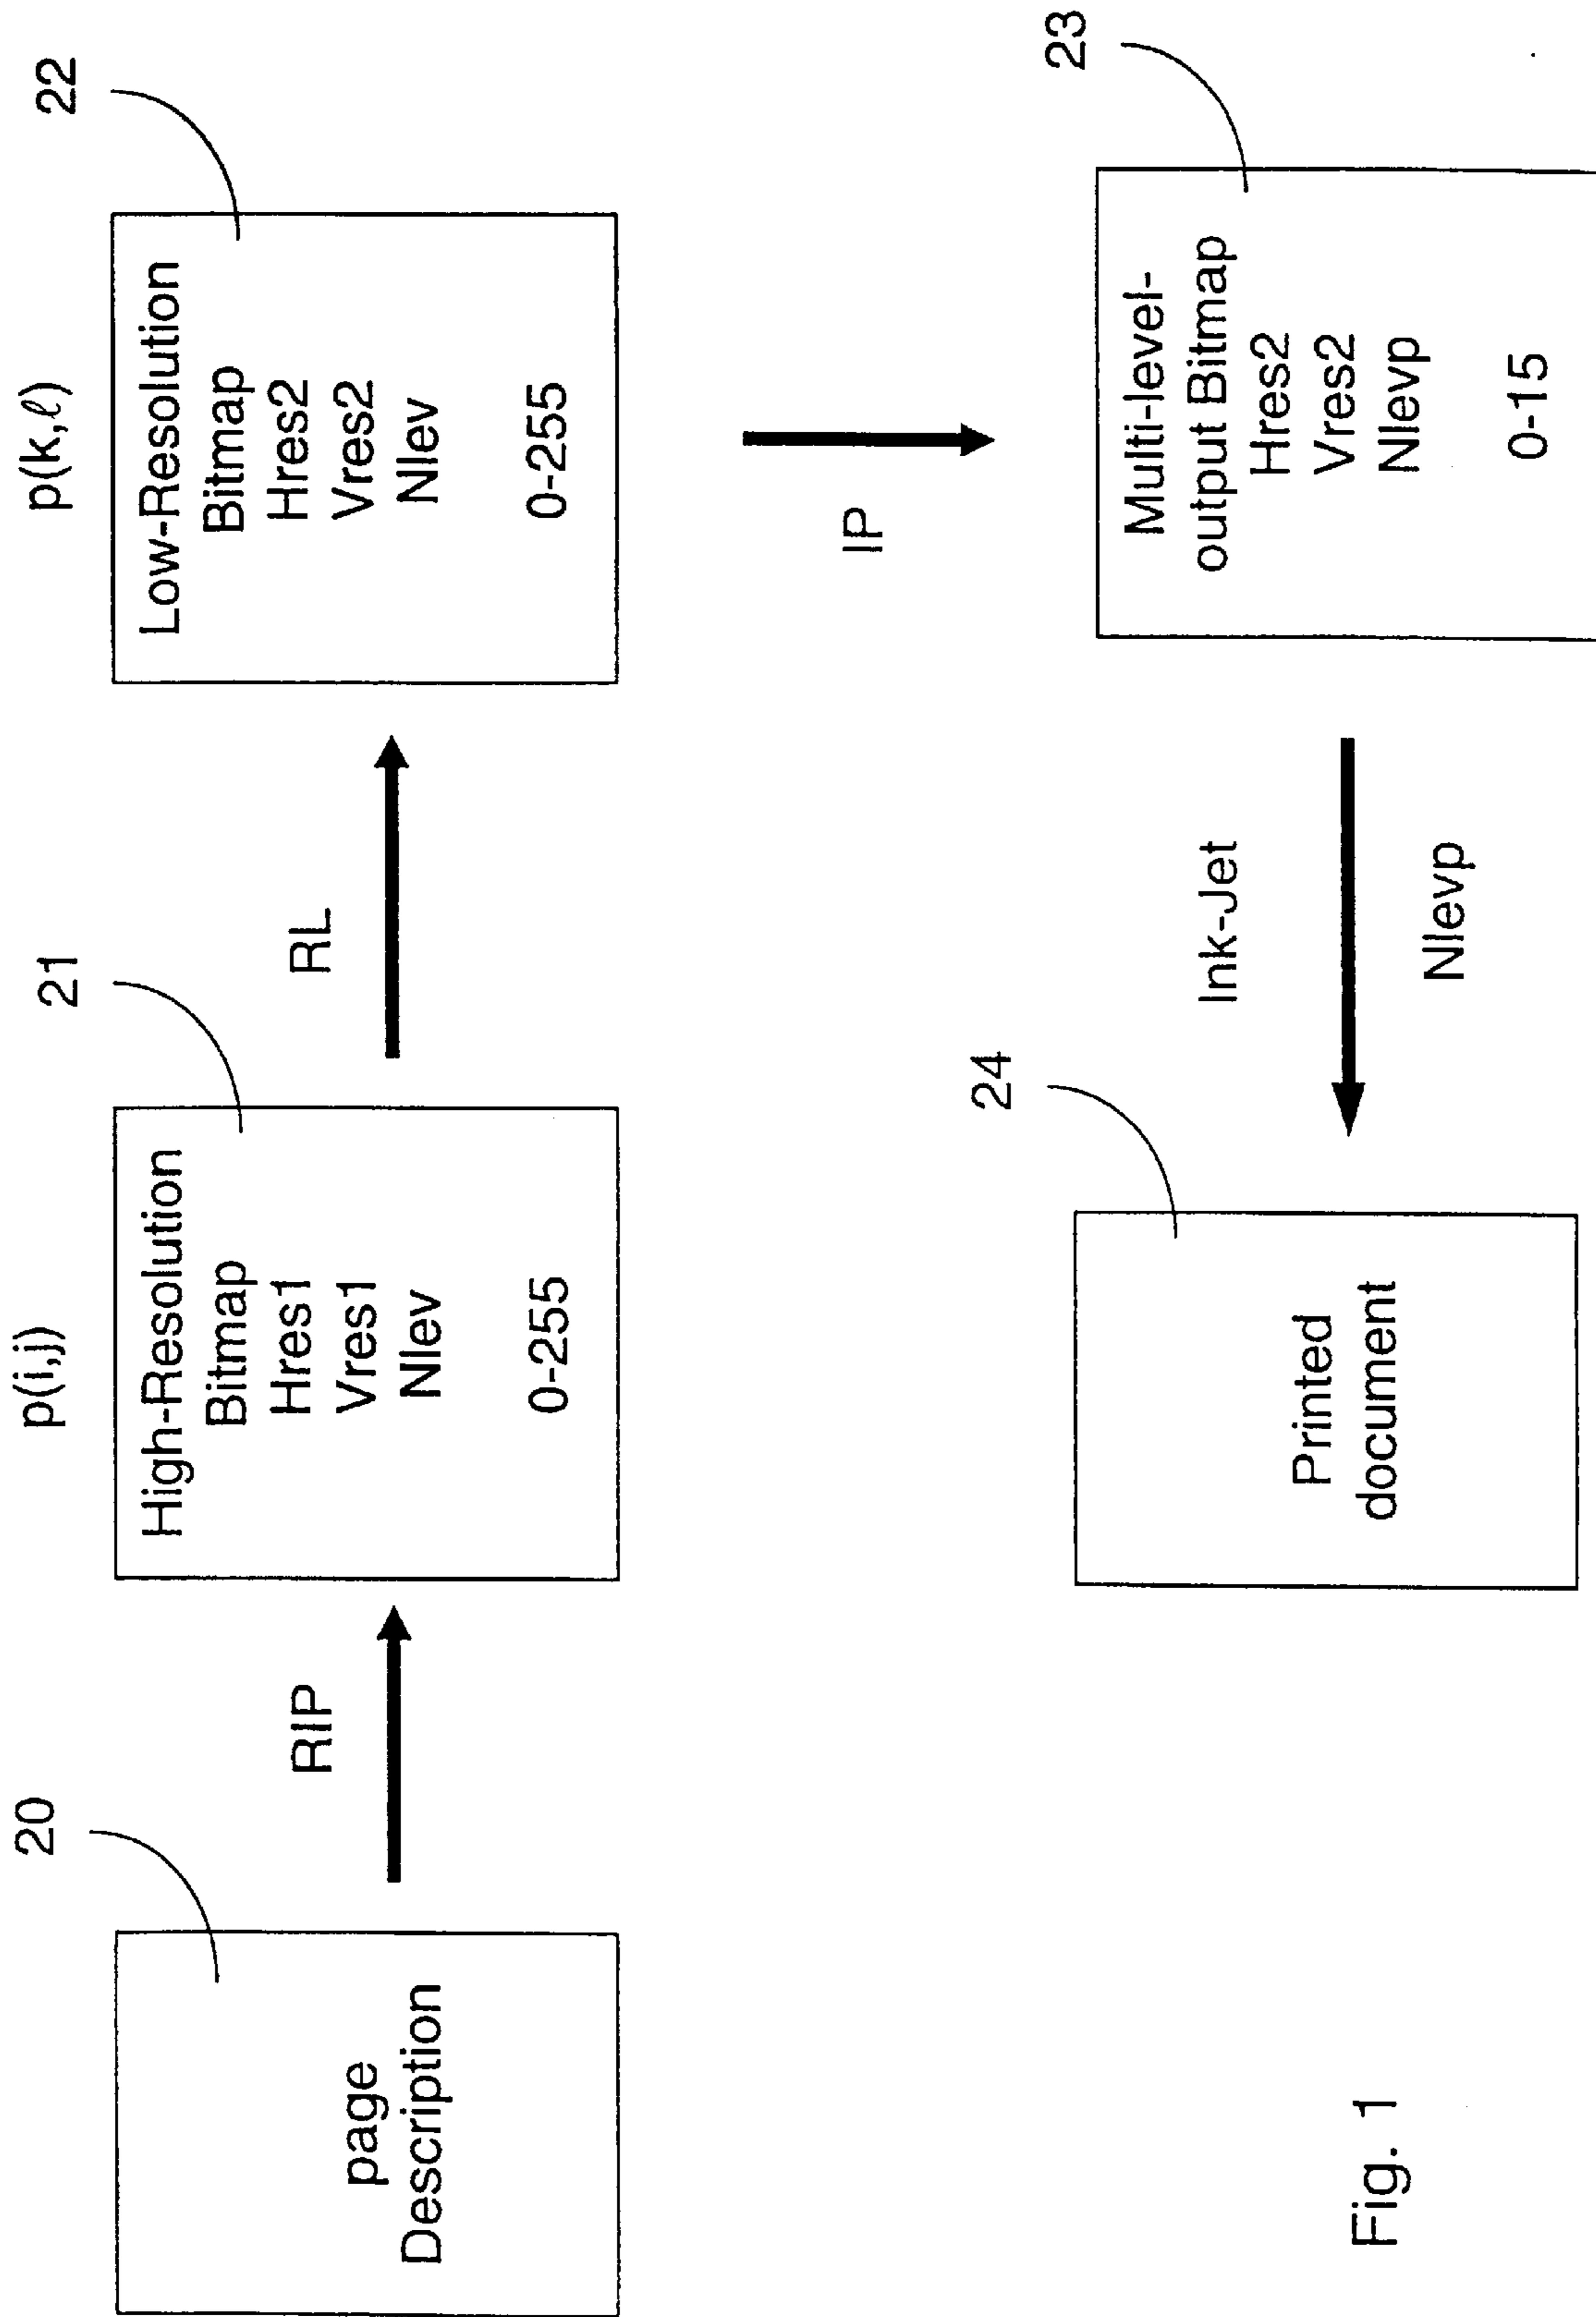 20
page
Description
RIP
p(i,j)
21
High-Resolution
Bitmap
Hres1
Vres1
Nlev
0-255
RL
p(k,ℓ)
22
Low-Resolution
Bitmap
Hres2
Vres2
Nlev
0-255
IP
23
Multi-level-
output Bitmap
Hres2
Vres2
Nlevp
0-15
Ink-Jet
Nlevp
24
Printed
document
Fig. 1